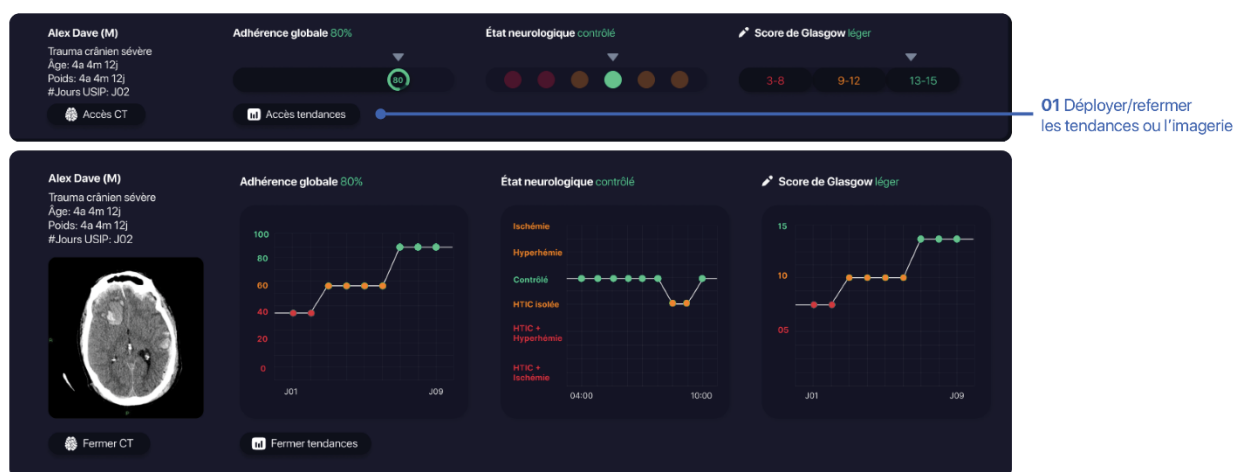 Alex Dave (M)
Trauma crânien sévère
Âge: 4a 4m 12j
Poids: 4a 4m 12j
#Jours USIP: J02
Accès CT
Adhérence globale 80%
80
Accès tendances
État neurologique contrôlé
Score de Glasgow léger
3-8 9-12 13-15
01 Déployer/refermer
les tendances ou l'imagerie
Alex Dave (M)
Trauma crânien sévère
Âge: 4a 4m 12j
Poids: 4a 4m 12j
#Jours USIP: J02
Fermer CT
Adhérence globale 80%
100
80
60
40
20
0
J01 J09
Fermer tendances
État neurologique contrôlé
Ischémie
Hyperhémie
Contrôlé
HTIC isolée
HTIC +
Hyperhémie
HTIC +
Ischémie
04:00 10:00
Score de Glasgow léger
15
10
05
J01 J09